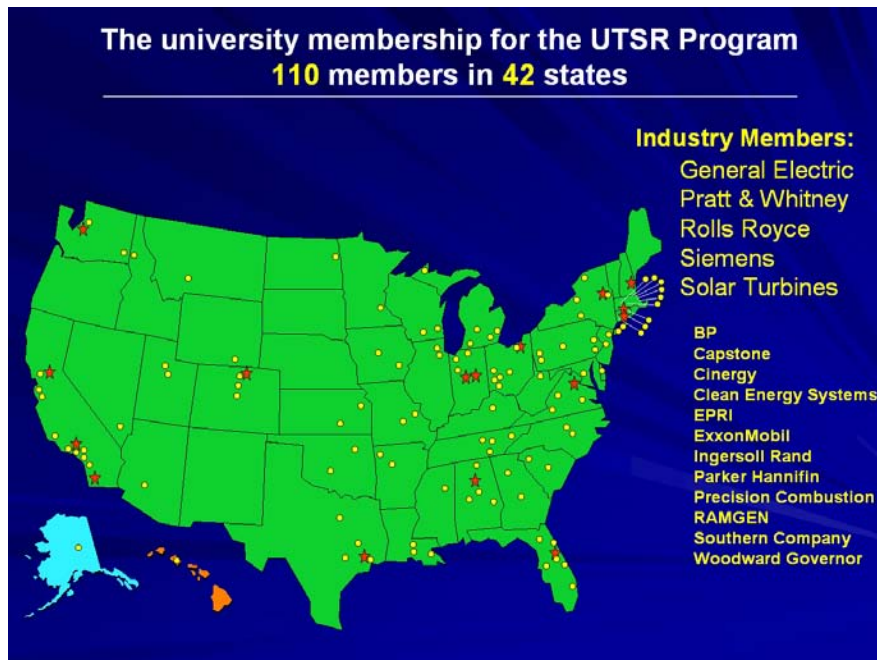 The university membership for the UTSR Program
110 members in 42 states
Industry Members:
General Electric
Pratt & Whitney
Rolls Royce
Siemens
Solar Turbines
BP
Capstone
Cinergy
Clean Energy Systems
EPRI
ExxonMobil
Ingersoll Rand
Parker Hannifin
Precision Combustion
RAMGEN
Southern Company
Woodward Governor